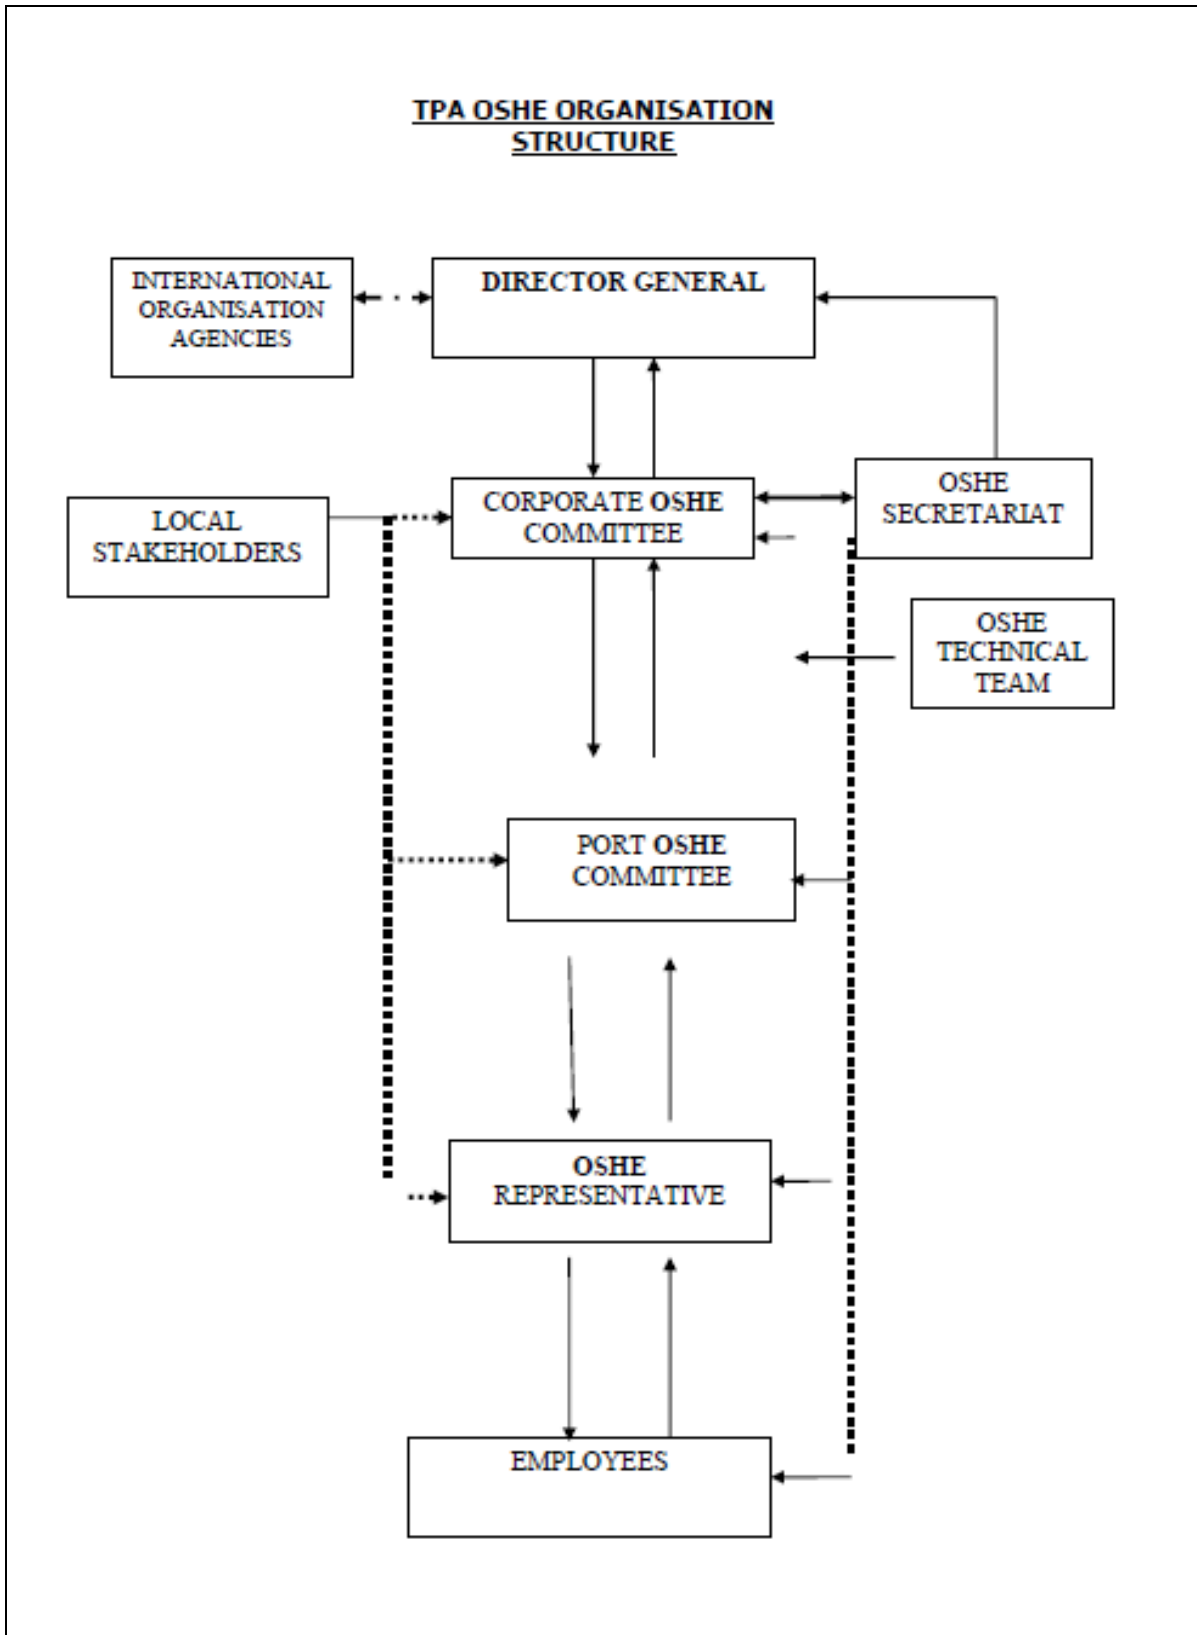 TPA OSHE ORGANISATION
STRUCTURE
INTERNATIONAL
ORGANISATION
AGENCIES
DIRECTOR GENERAL
LOCAL
STAKEHOLDERS
CORPORATE OSHE
COMMITTEE
OSHE
SECRETARIAT
OSHE
TECHNICAL
TEAM
PORT OSHE
COMMITTEE
OSHE
REPRESENTATIVE
EMPLOYEES